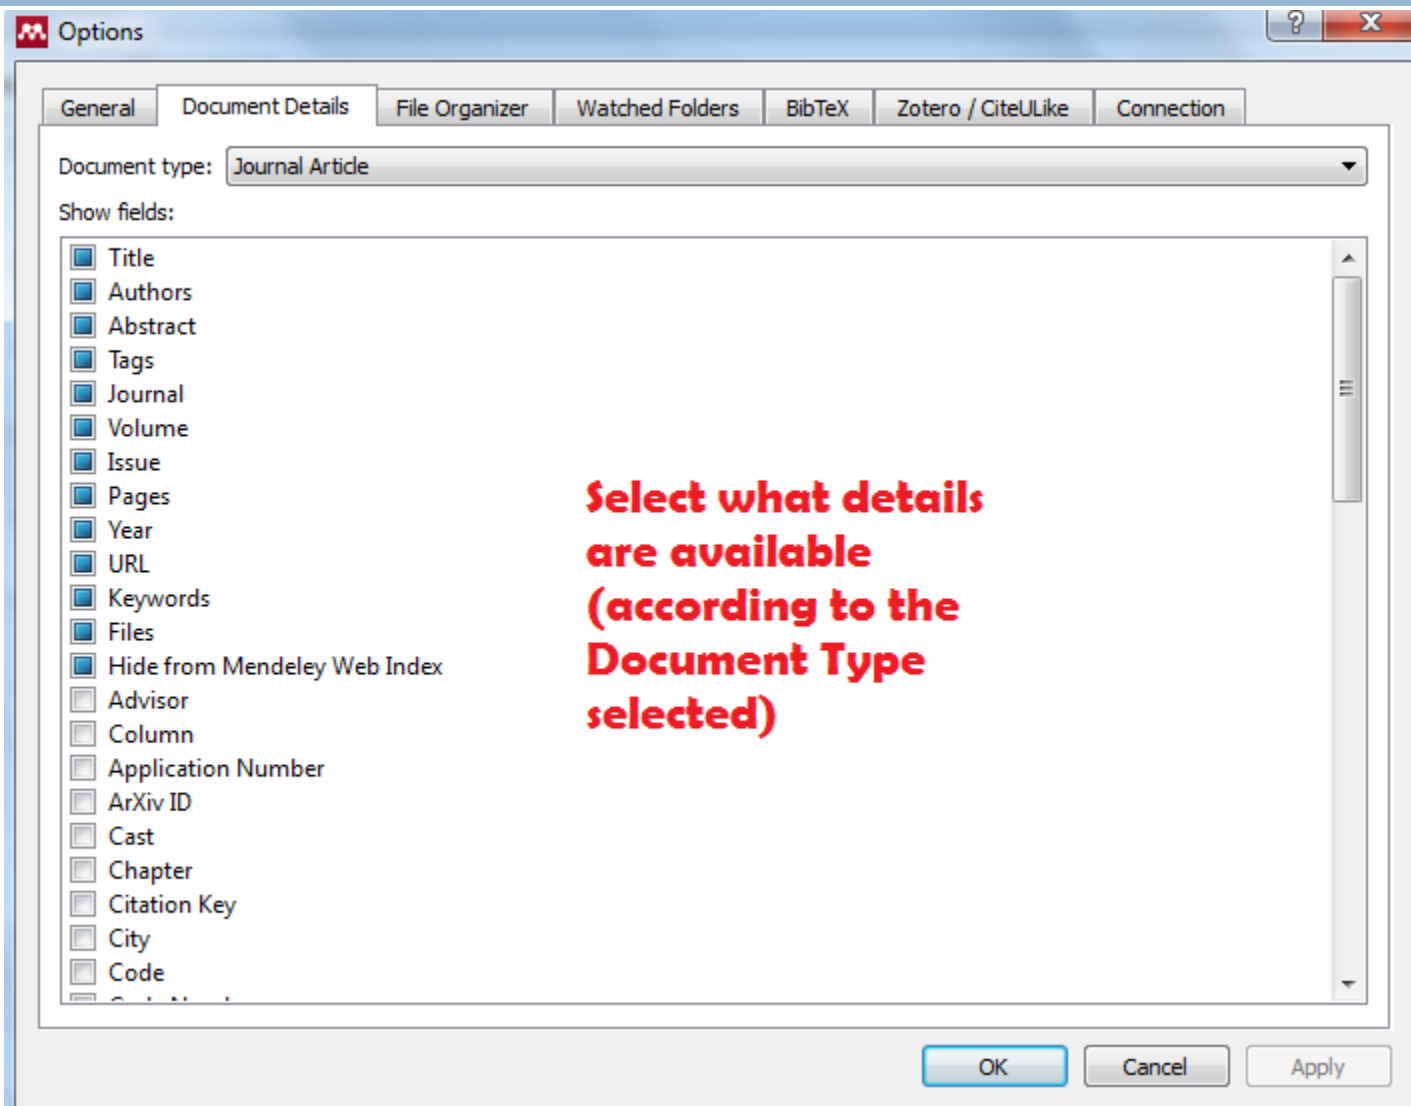 Options
General Document Details File Organizer Watched Folders BibTeX Zotero / CiteULike Connection
Document type: Journal Article
Show fields:
Title
Authors
Abstract
Tags
Journal
Volume
Issue
Pages
Year
URL
Keywords
Files
Hide from Mendeley Web Index
Advisor
Column
Application Number
ArXiv ID
Cast
Chapter
Citation Key
City
Code
Select what details
are available
(according to the
Document Type
selected)
OK Cancel Apply